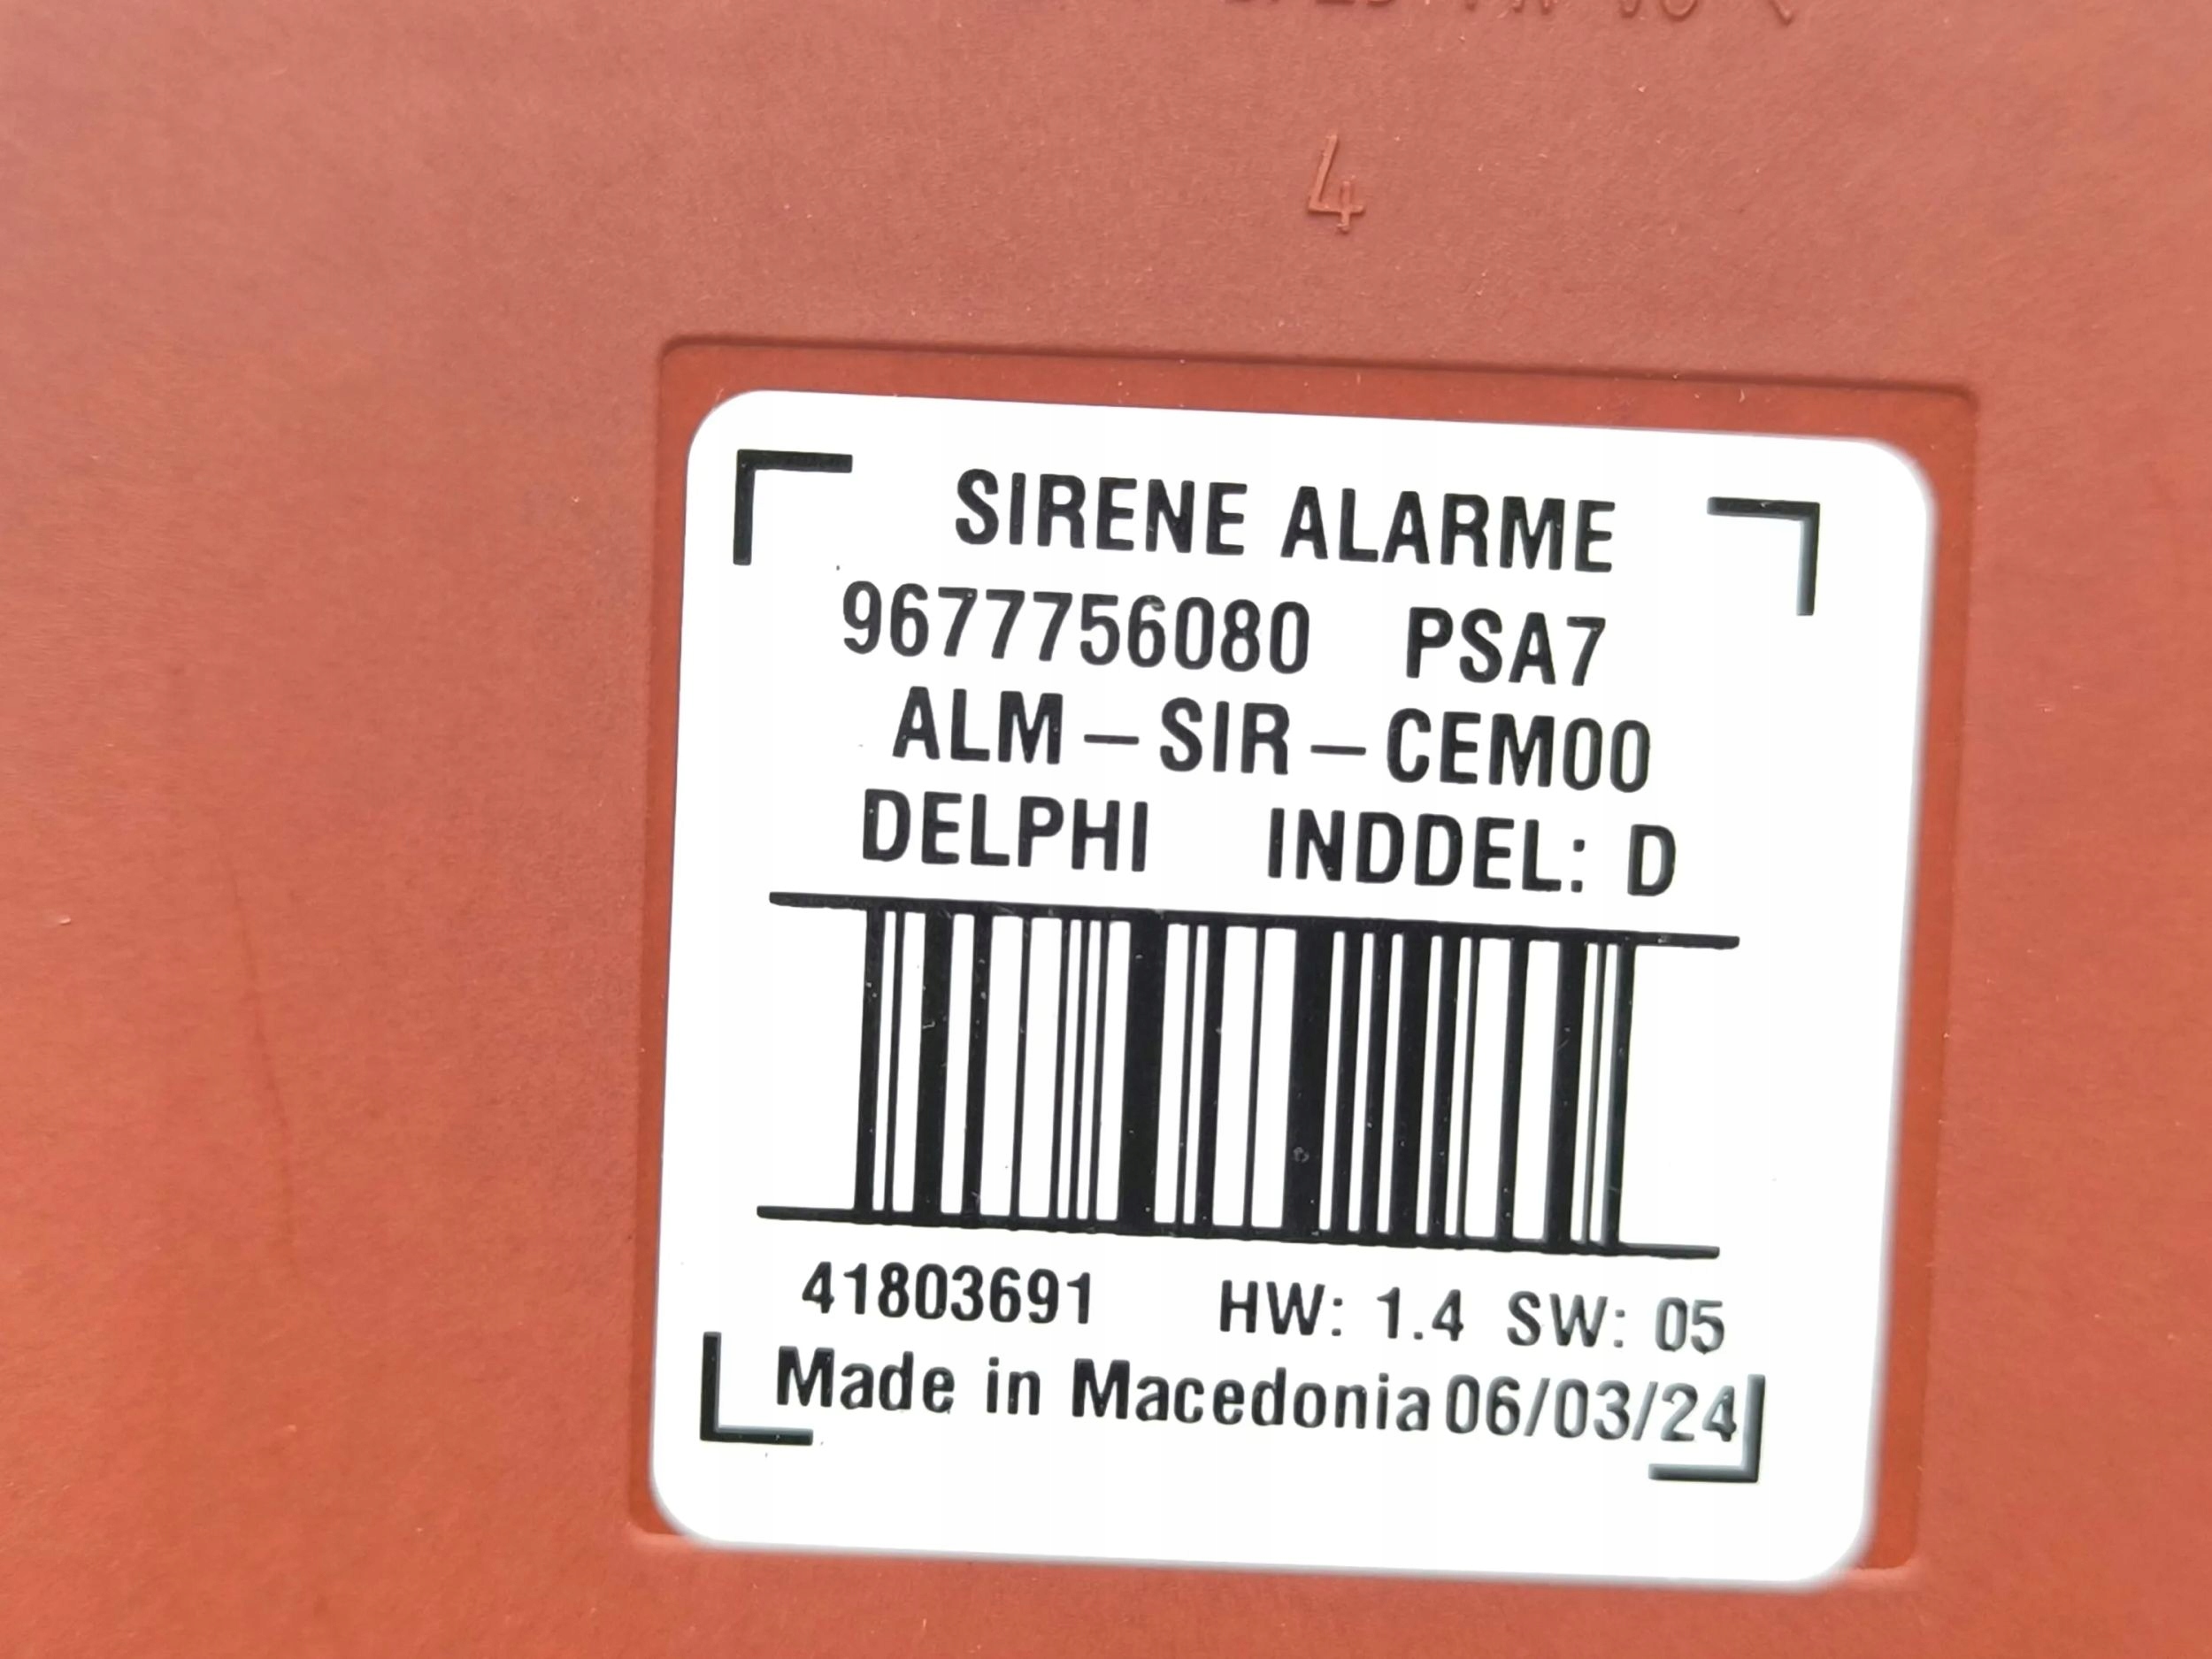 4
SIRENE ALARME
9677756080 PSA7
ALM-SIR-CEM00
DELPHI INDDEL: D
41803691 HW: 1.4 SW: 05
Made in Macedonia 06/03/24